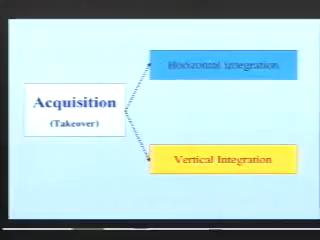 Horizontal Integration
Acquisition
(Takeover)
Vertical Integration